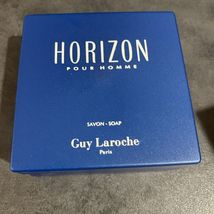 HORIZON
POUR HOMME
SAVON - SOAP
Guy Laroche
Paris